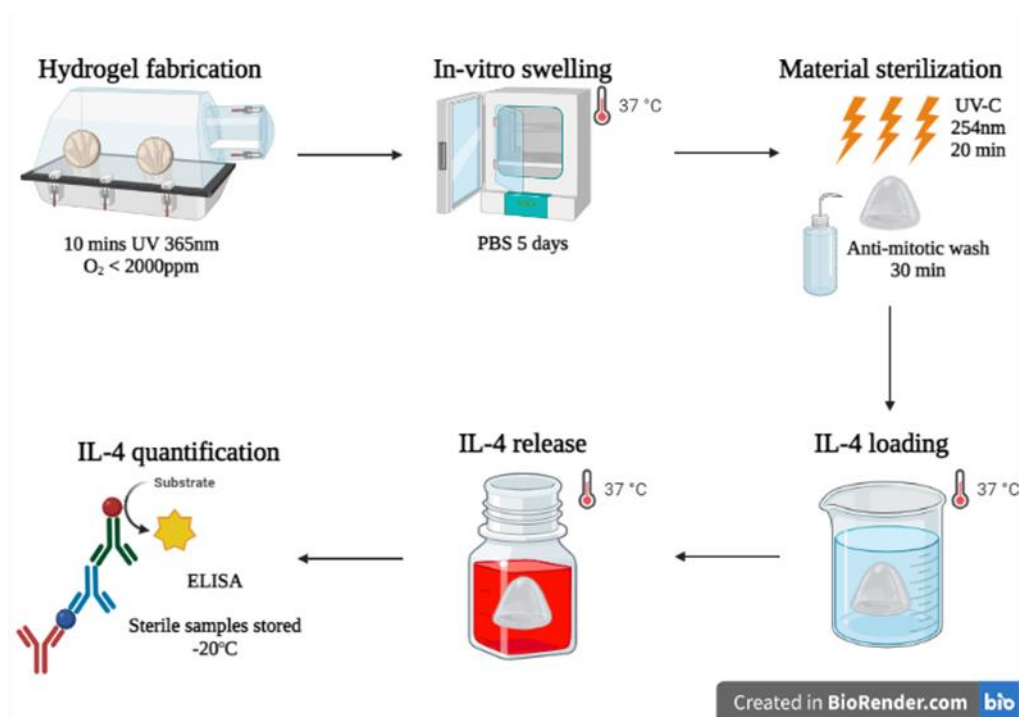 Hydrogel fabrication
10 mins UV 365nm
O₂ < 2000ppm
In-vitro swelling
37 °C
PBS 5 days
Material sterilization
UV-C
254nm
20 min
Anti-mitotic wash
30 min
IL-4 loading
37 °C
IL-4 release
37 °C
IL-4 quantification
Substrate
ELISA
Sterile samples stored
-20°C
Created in BioRender.com bio